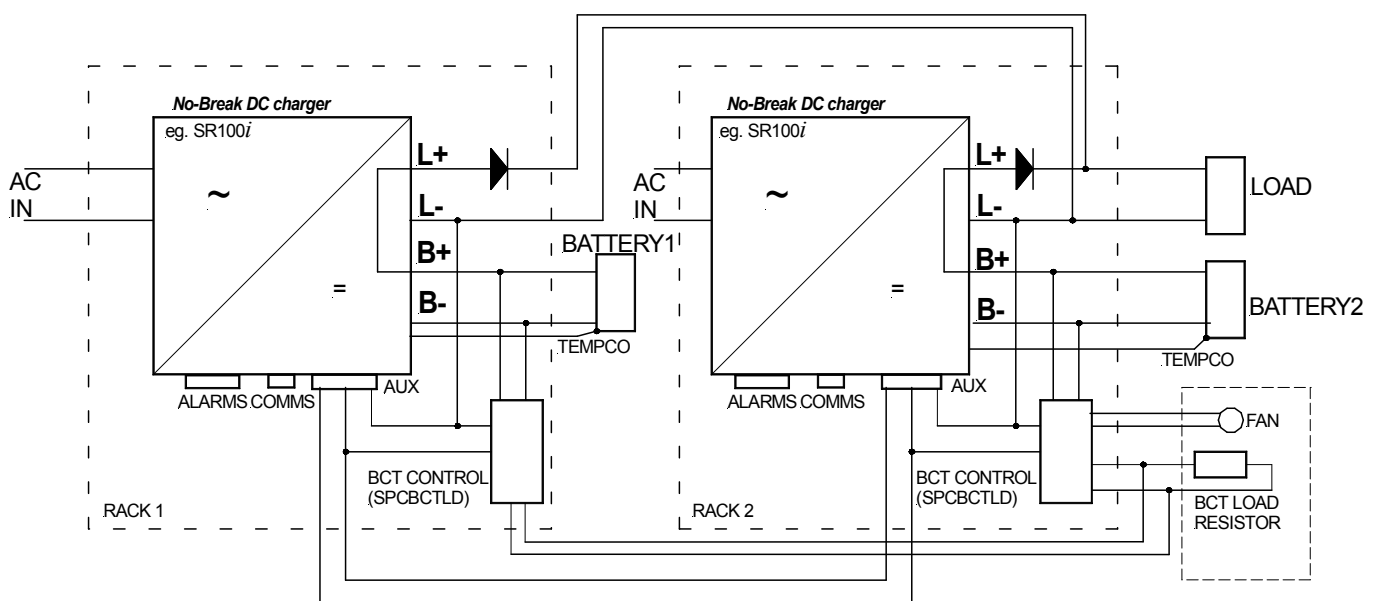 No-Break DC charger
eg. SR100i
~
=
AC
IN
L+
L-
B+
B-
BATTERY1
TEMPCO
ALARMS
COMMS
AUX
BCT CONTROL
(SPCBCTLD)
RACK 1
No-Break DC charger
eg. SR100i
~
=
AC
IN
L+
L-
B+
B-
LOAD
BATTERY2
TEMPCO
ALARMS
COMMS
AUX
BCT CONTROL
(SPCBCTLD)
RACK 2
FAN
BCT LOAD
RESISTOR